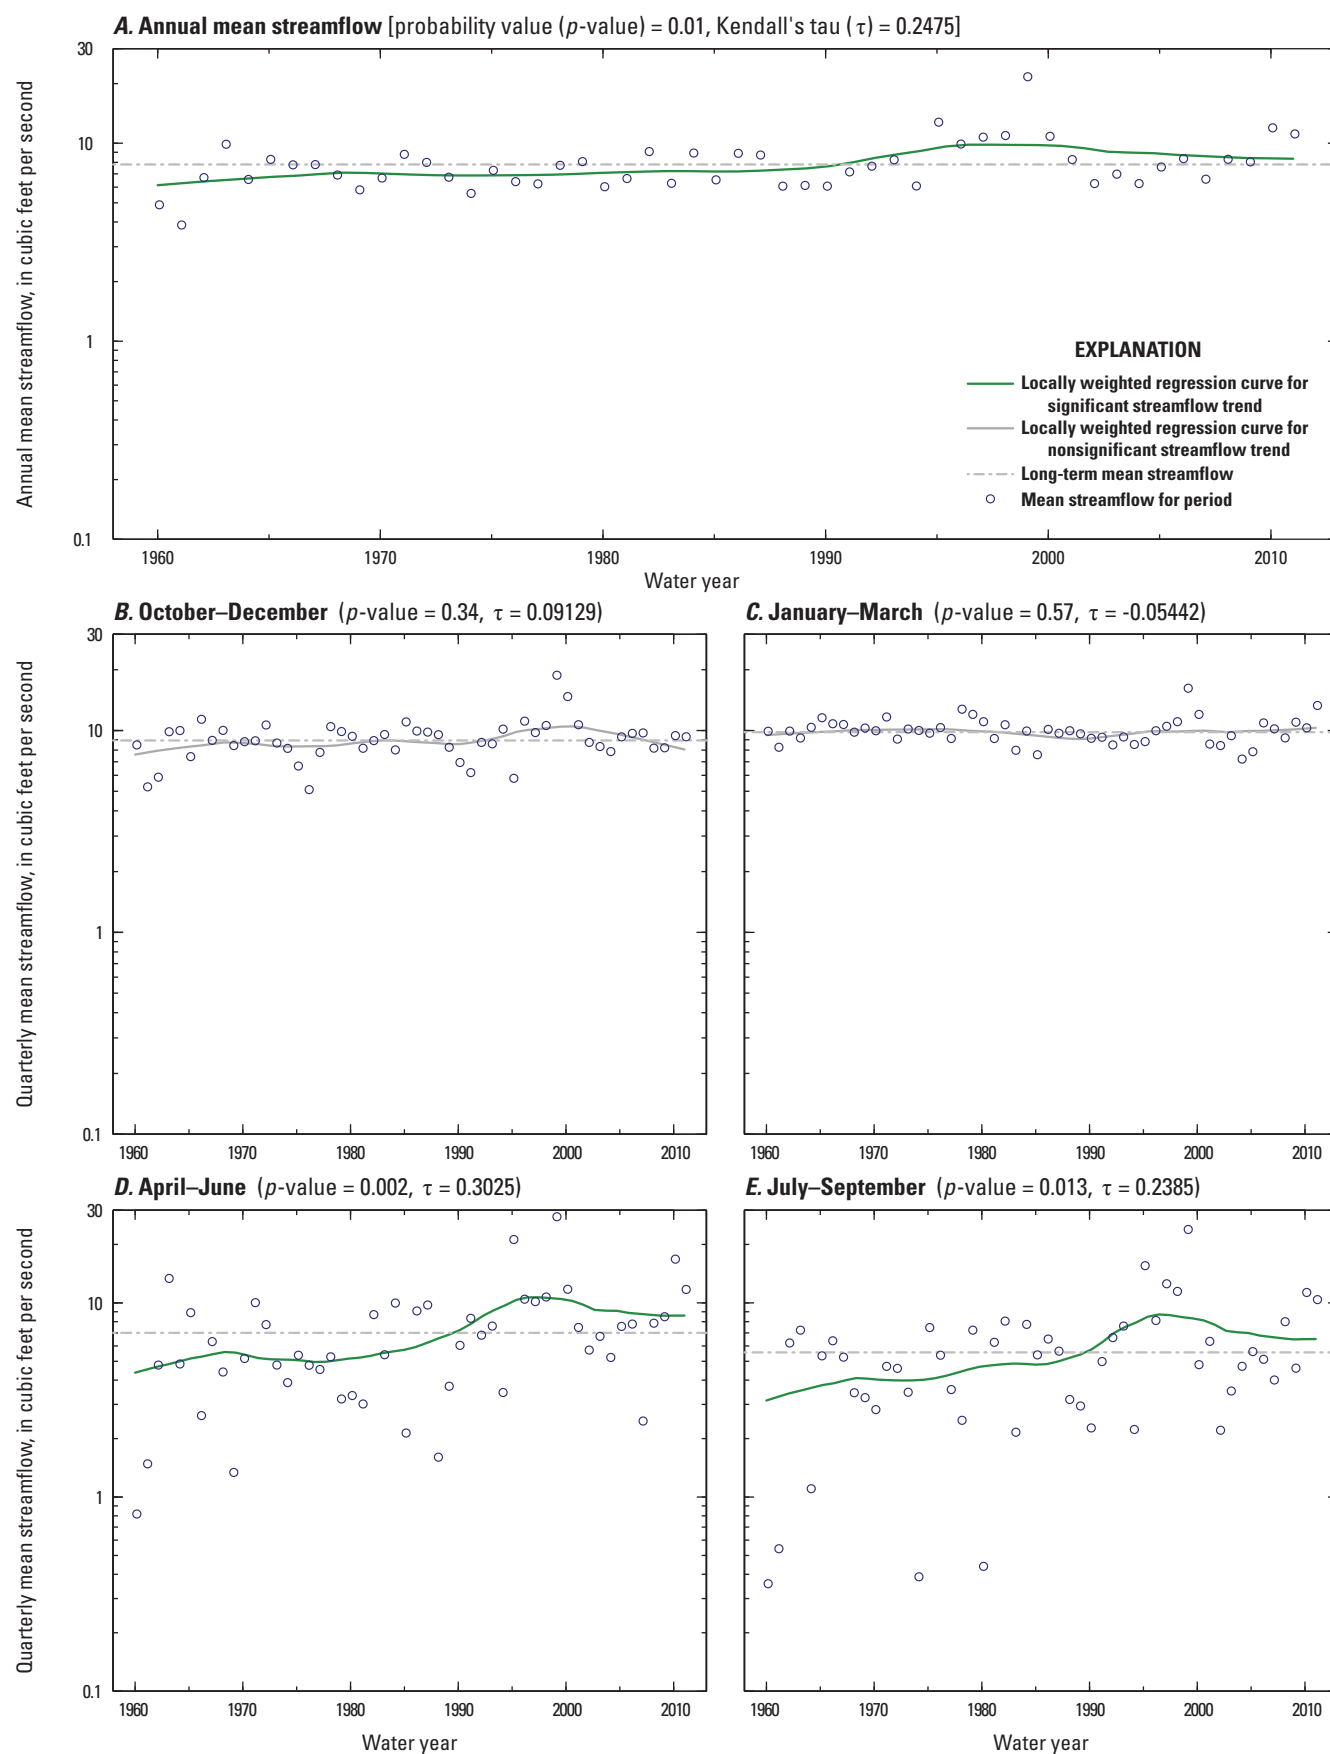 A. Annual mean streamflow [probability value (p-value) = 0.01, Kendall's tau (τ) = 0.2475]
Annual mean streamflow, in cubic feet per second
30
10
1
0.1
EXPLANATION
Locally weighted regression curve for
significant streamflow trend
Locally weighted regression curve for
nonsignificant streamflow trend
Long-term mean streamflow
Mean streamflow for period
1960 1970 1980 1990 2000 2010
Water year
B. October–December (p-value = 0.34, τ = 0.09129)
Quarterly mean streamflow, in cubic feet per second
30
10
1
0.1
1960 1970 1980 1990 2000 2010
C. January–March (p-value = 0.57, τ = -0.05442)
1960 1970 1980 1990 2000 2010
D. April–June (p-value = 0.002, τ = 0.3025)
Quarterly mean streamflow, in cubic feet per second
30
10
1
0.1
1960 1970 1980 1990 2000 2010
Water year
E. July–September (p-value = 0.013, τ = 0.2385)
1960 1970 1980 1990 2000 2010
Water year